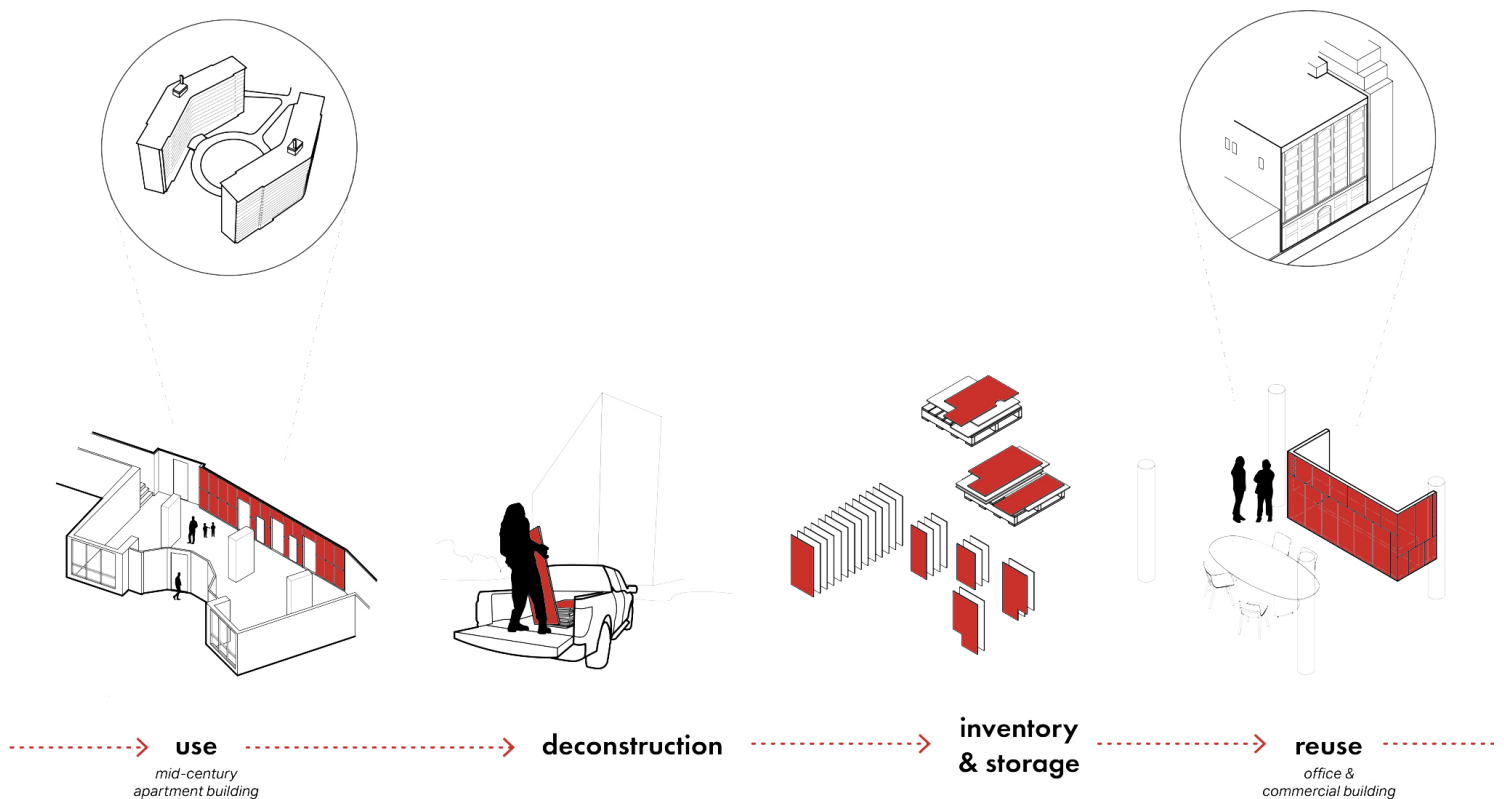 use
mid-century
apartment building
deconstruction
inventory
& storage
reuse
office &
commercial building